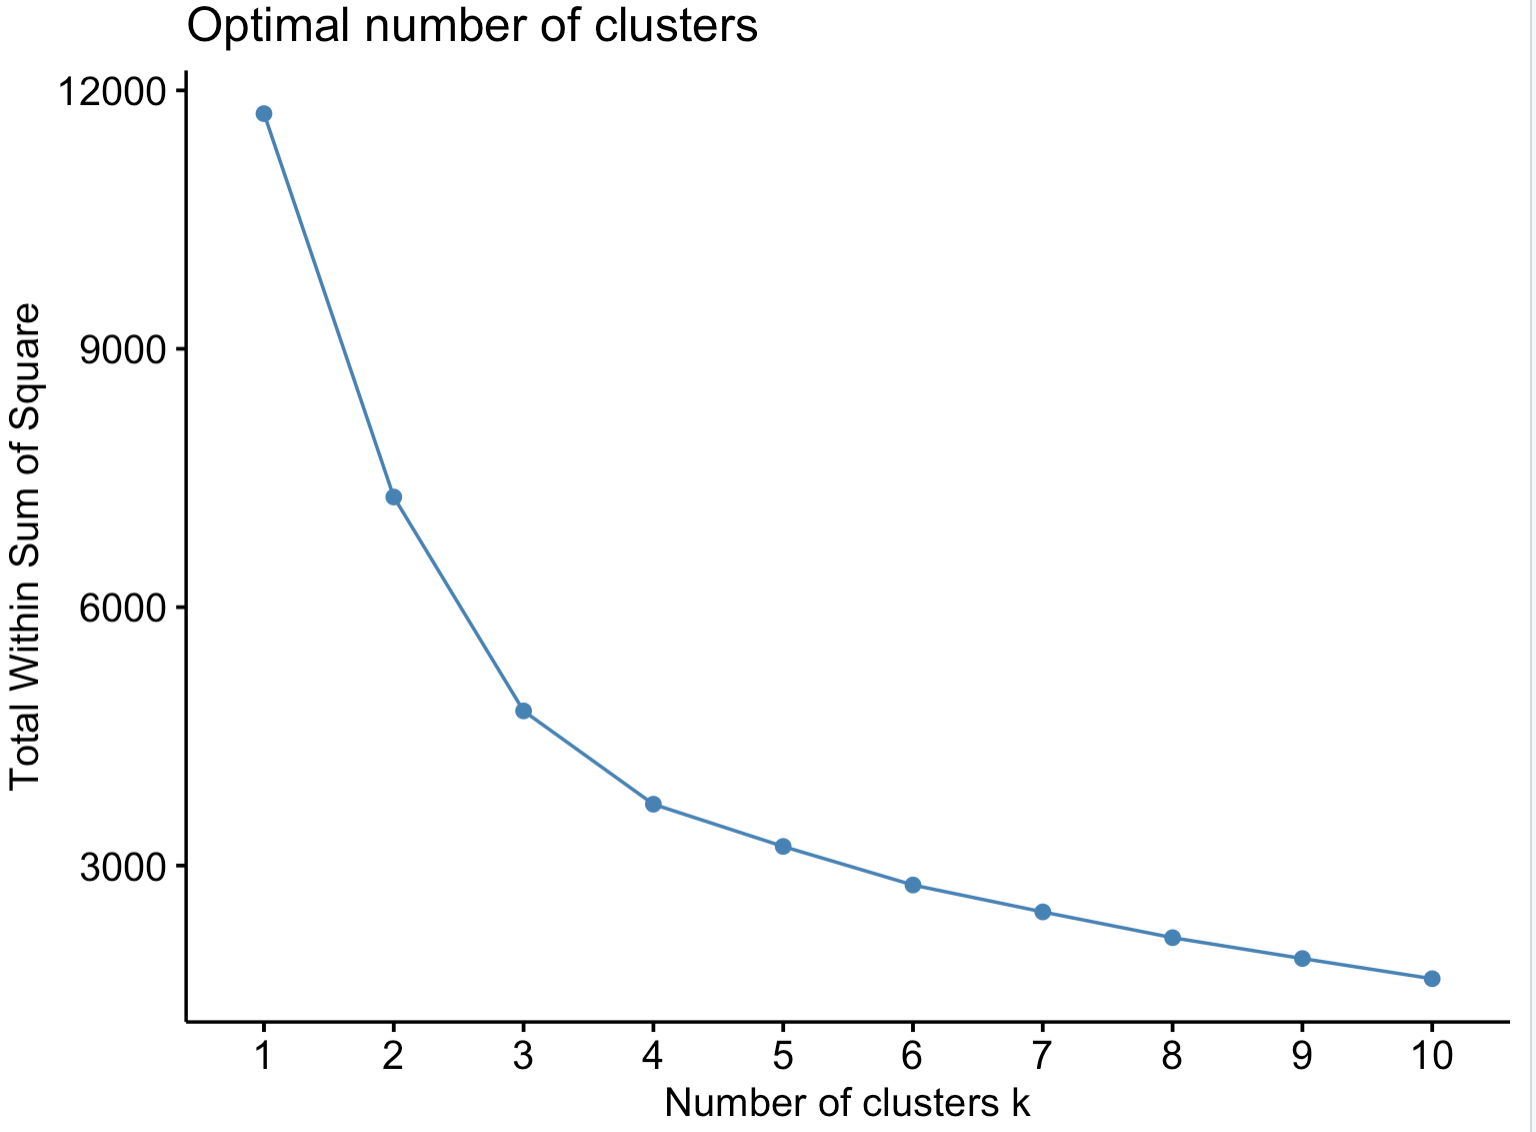 Optimal number of clusters
12000
9000
6000
3000
Total Within Sum of Square
1 2 3 4 5 6 7 8 9 10
Number of clusters k